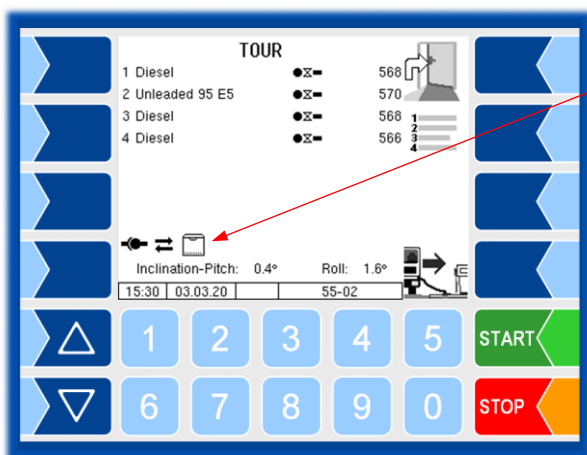 TOUR
1 Diesel 568
2 Unleaded 95 E5 570
3 Diesel 568
4 Diesel 566
1
2
3
4
Inclination-Pitch: 0.4° Roll: 1.6°
15:30 03.03.20 55-02
1 2 3 4 5 START
6 7 8 9 0 STOP